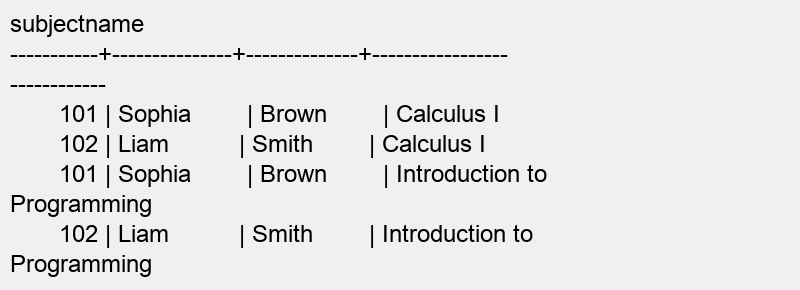 subjectname
-----------+---------------+--------------+-----------------
------------
101 | Sophia | Brown | Calculus I
102 | Liam | Smith | Calculus I
101 | Sophia | Brown | Introduction to
Programming
102 | Liam | Smith | Introduction to
Programming